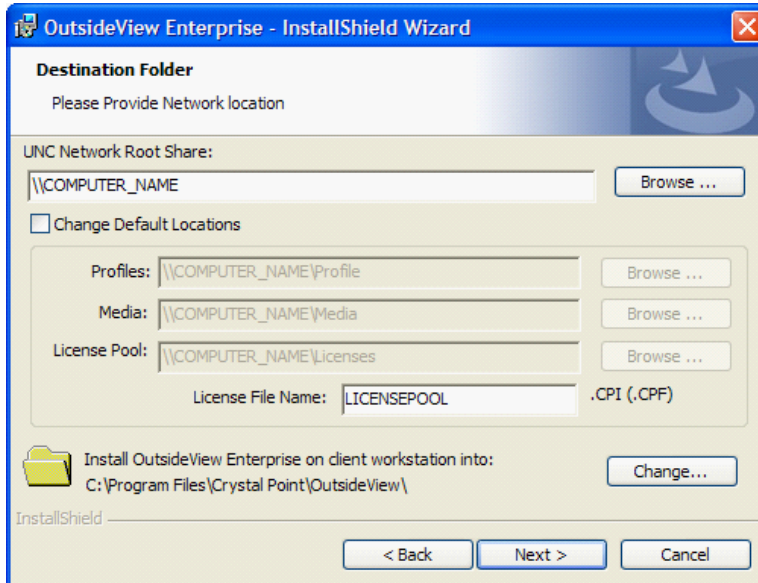 OutsideView Enterprise - InstallShield Wizard
Destination Folder
Please Provide Network location
UNC Network Root Share:
\\COMPUTER_NAME
Browse ...
Change Default Locations
Profiles: \\COMPUTER_NAME\Profile Browse ...
Media: \\COMPUTER_NAME\Media Browse ...
License Pool: \\COMPUTER_NAME\Licenses Browse ...
License File Name: LICENSEPOOL .CPI (.CPF)
Install OutsideView Enterprise on client workstation into:
C:\Program Files\Crystal Point\OutsideView\
Change...
InstallShield
< Back Next > Cancel